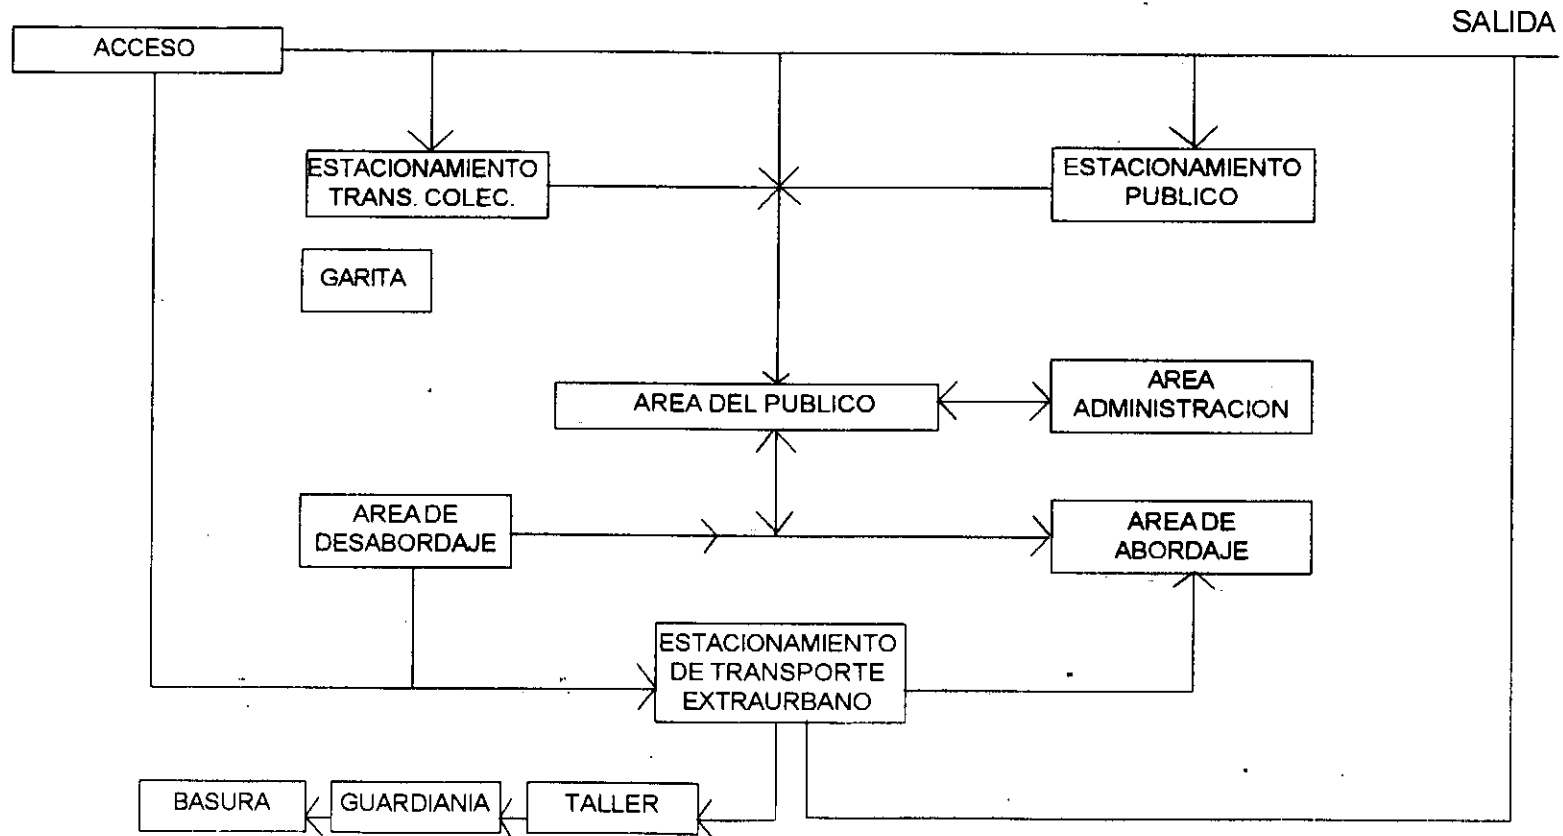 SALIDA
ACCESO
ESTACIONAMIENTO
TRANS. COLEC.
ESTACIONAMIENTO
PUBLICO
GARITA
AREA DEL PUBLICO
AREA
ADMINISTRACION
AREA DE
DESABORDAJE
AREA DE
ABORDAJE
ESTACIONAMIENTO
DE TRANSPORTE
EXTRAURBANO
BASURA
GUARDIANIA
TALLER